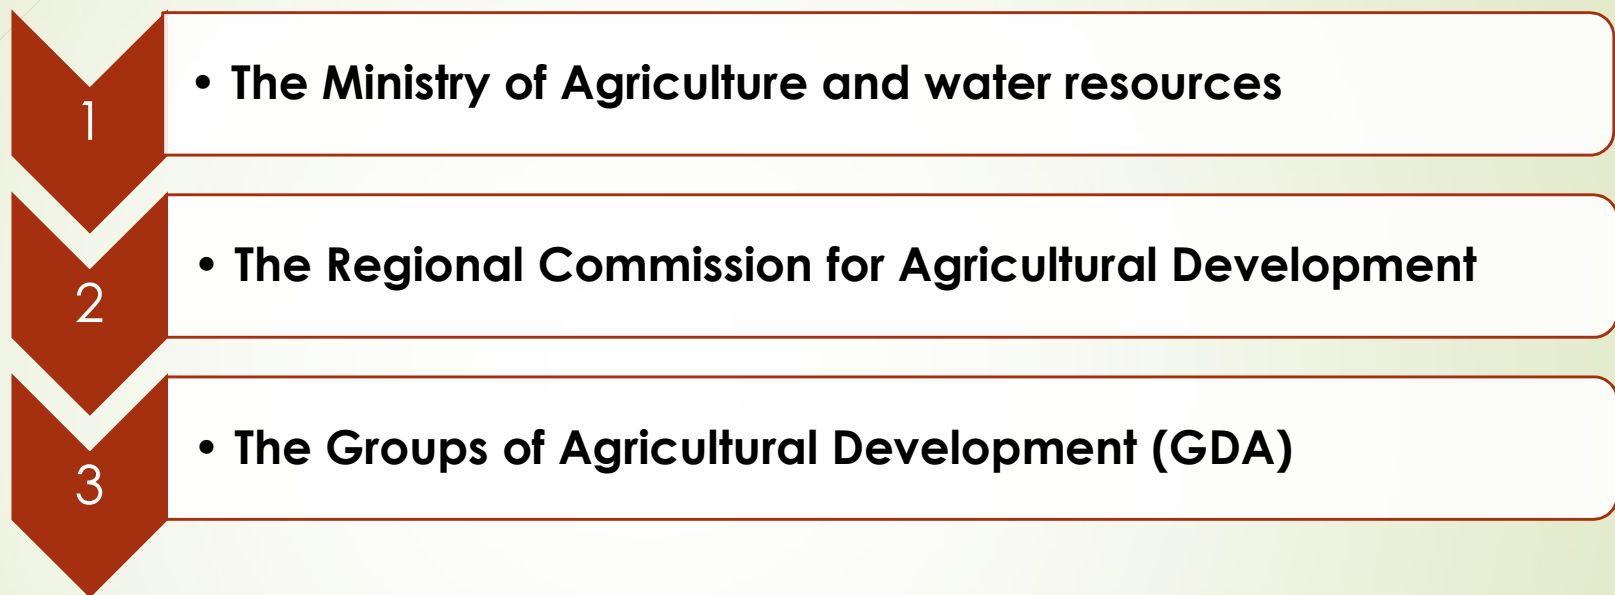 1
• The Ministry of Agriculture and water resources
2
• The Regional Commission for Agricultural Development
3
• The Groups of Agricultural Development (GDA)